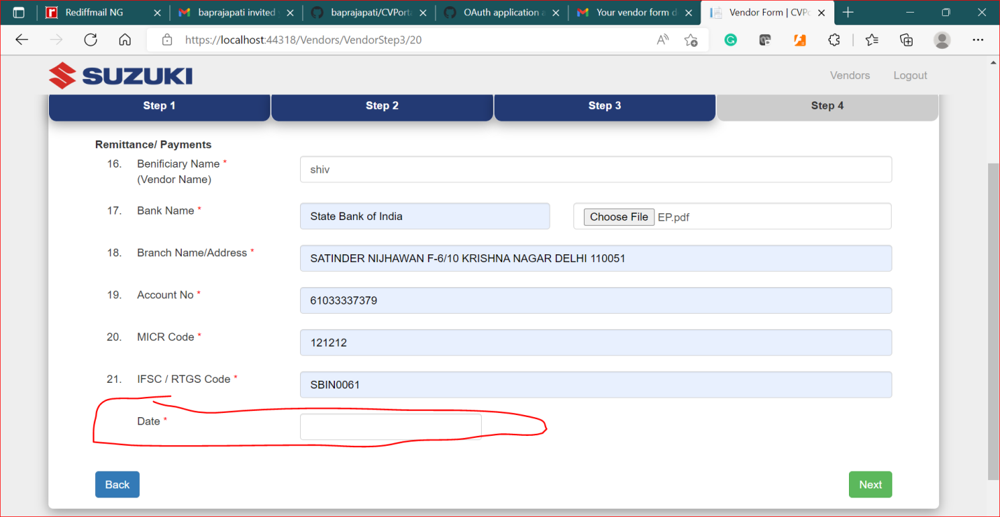 Rediffmail NG
baprajapati invited
baprajapati/CVPort
OAuth application a
Your vendor form d
Vendor Form | CVPo
https://localhost:44318/Vendors/VendorStep3/20
SUZUKI
Vendors
Logout
Step 1
Step 2
Step 3
Step 4
Remittance/ Payments
16. Benificiary Name *
(Vendor Name)
shiv
17. Bank Name *
State Bank of India
Choose File EP.pdf
18. Branch Name/Address *
SATINDER NIJHAWAN F-6/10 KRISHNA NAGAR DELHI 110051
19. Account No *
61033337379
20. MICR Code *
121212
21. IFSC / RTGS Code *
SBIN0061
Date *
Back
Next